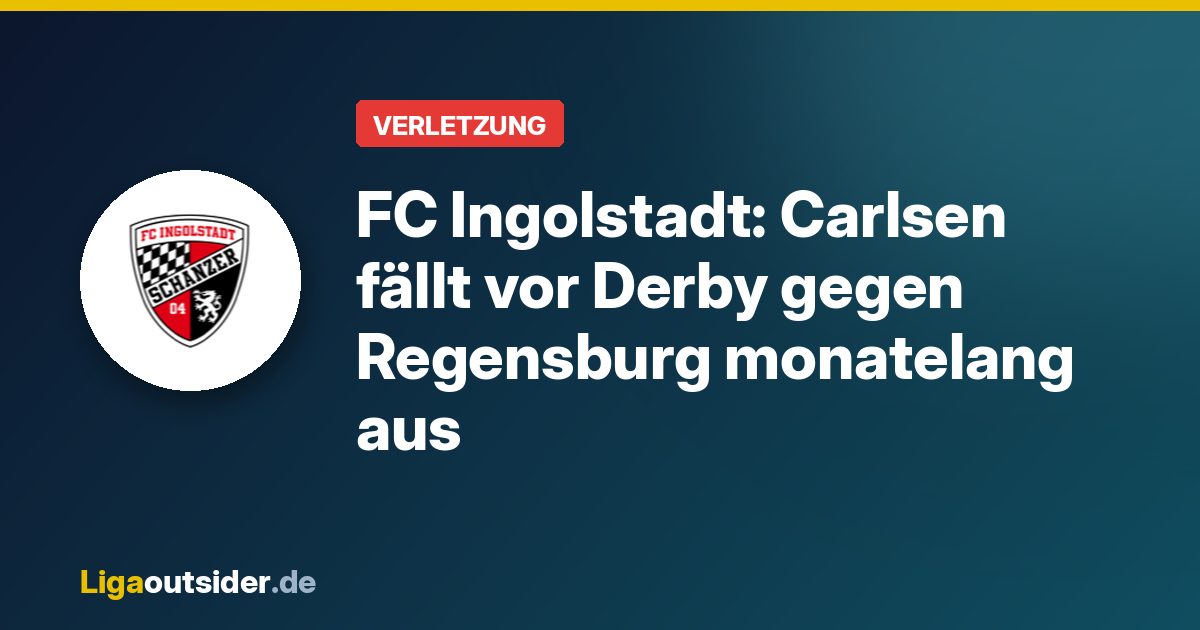 VERLETZUNG
FC INGOLSTADT
SCHANZER
04
FC Ingolstadt: Carlsen
fällt vor Derby gegen
Regensburg monatelang
aus
Ligaoutsider.de